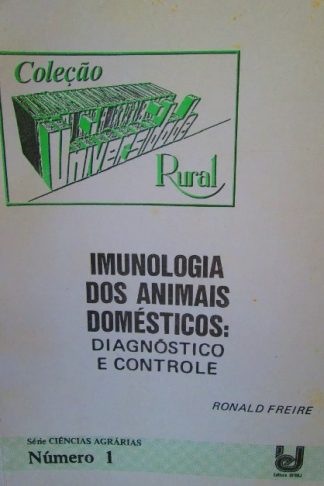 Coleção
Universidade
Rural
IMUNOLOGIA
DOS ANIMAIS
DOMÉSTICOS:
DIAGNÓSTICO
E CONTROLE
RONALD FREIRE
Série CIÊNCIAS AGRÁRIAS
Número 1